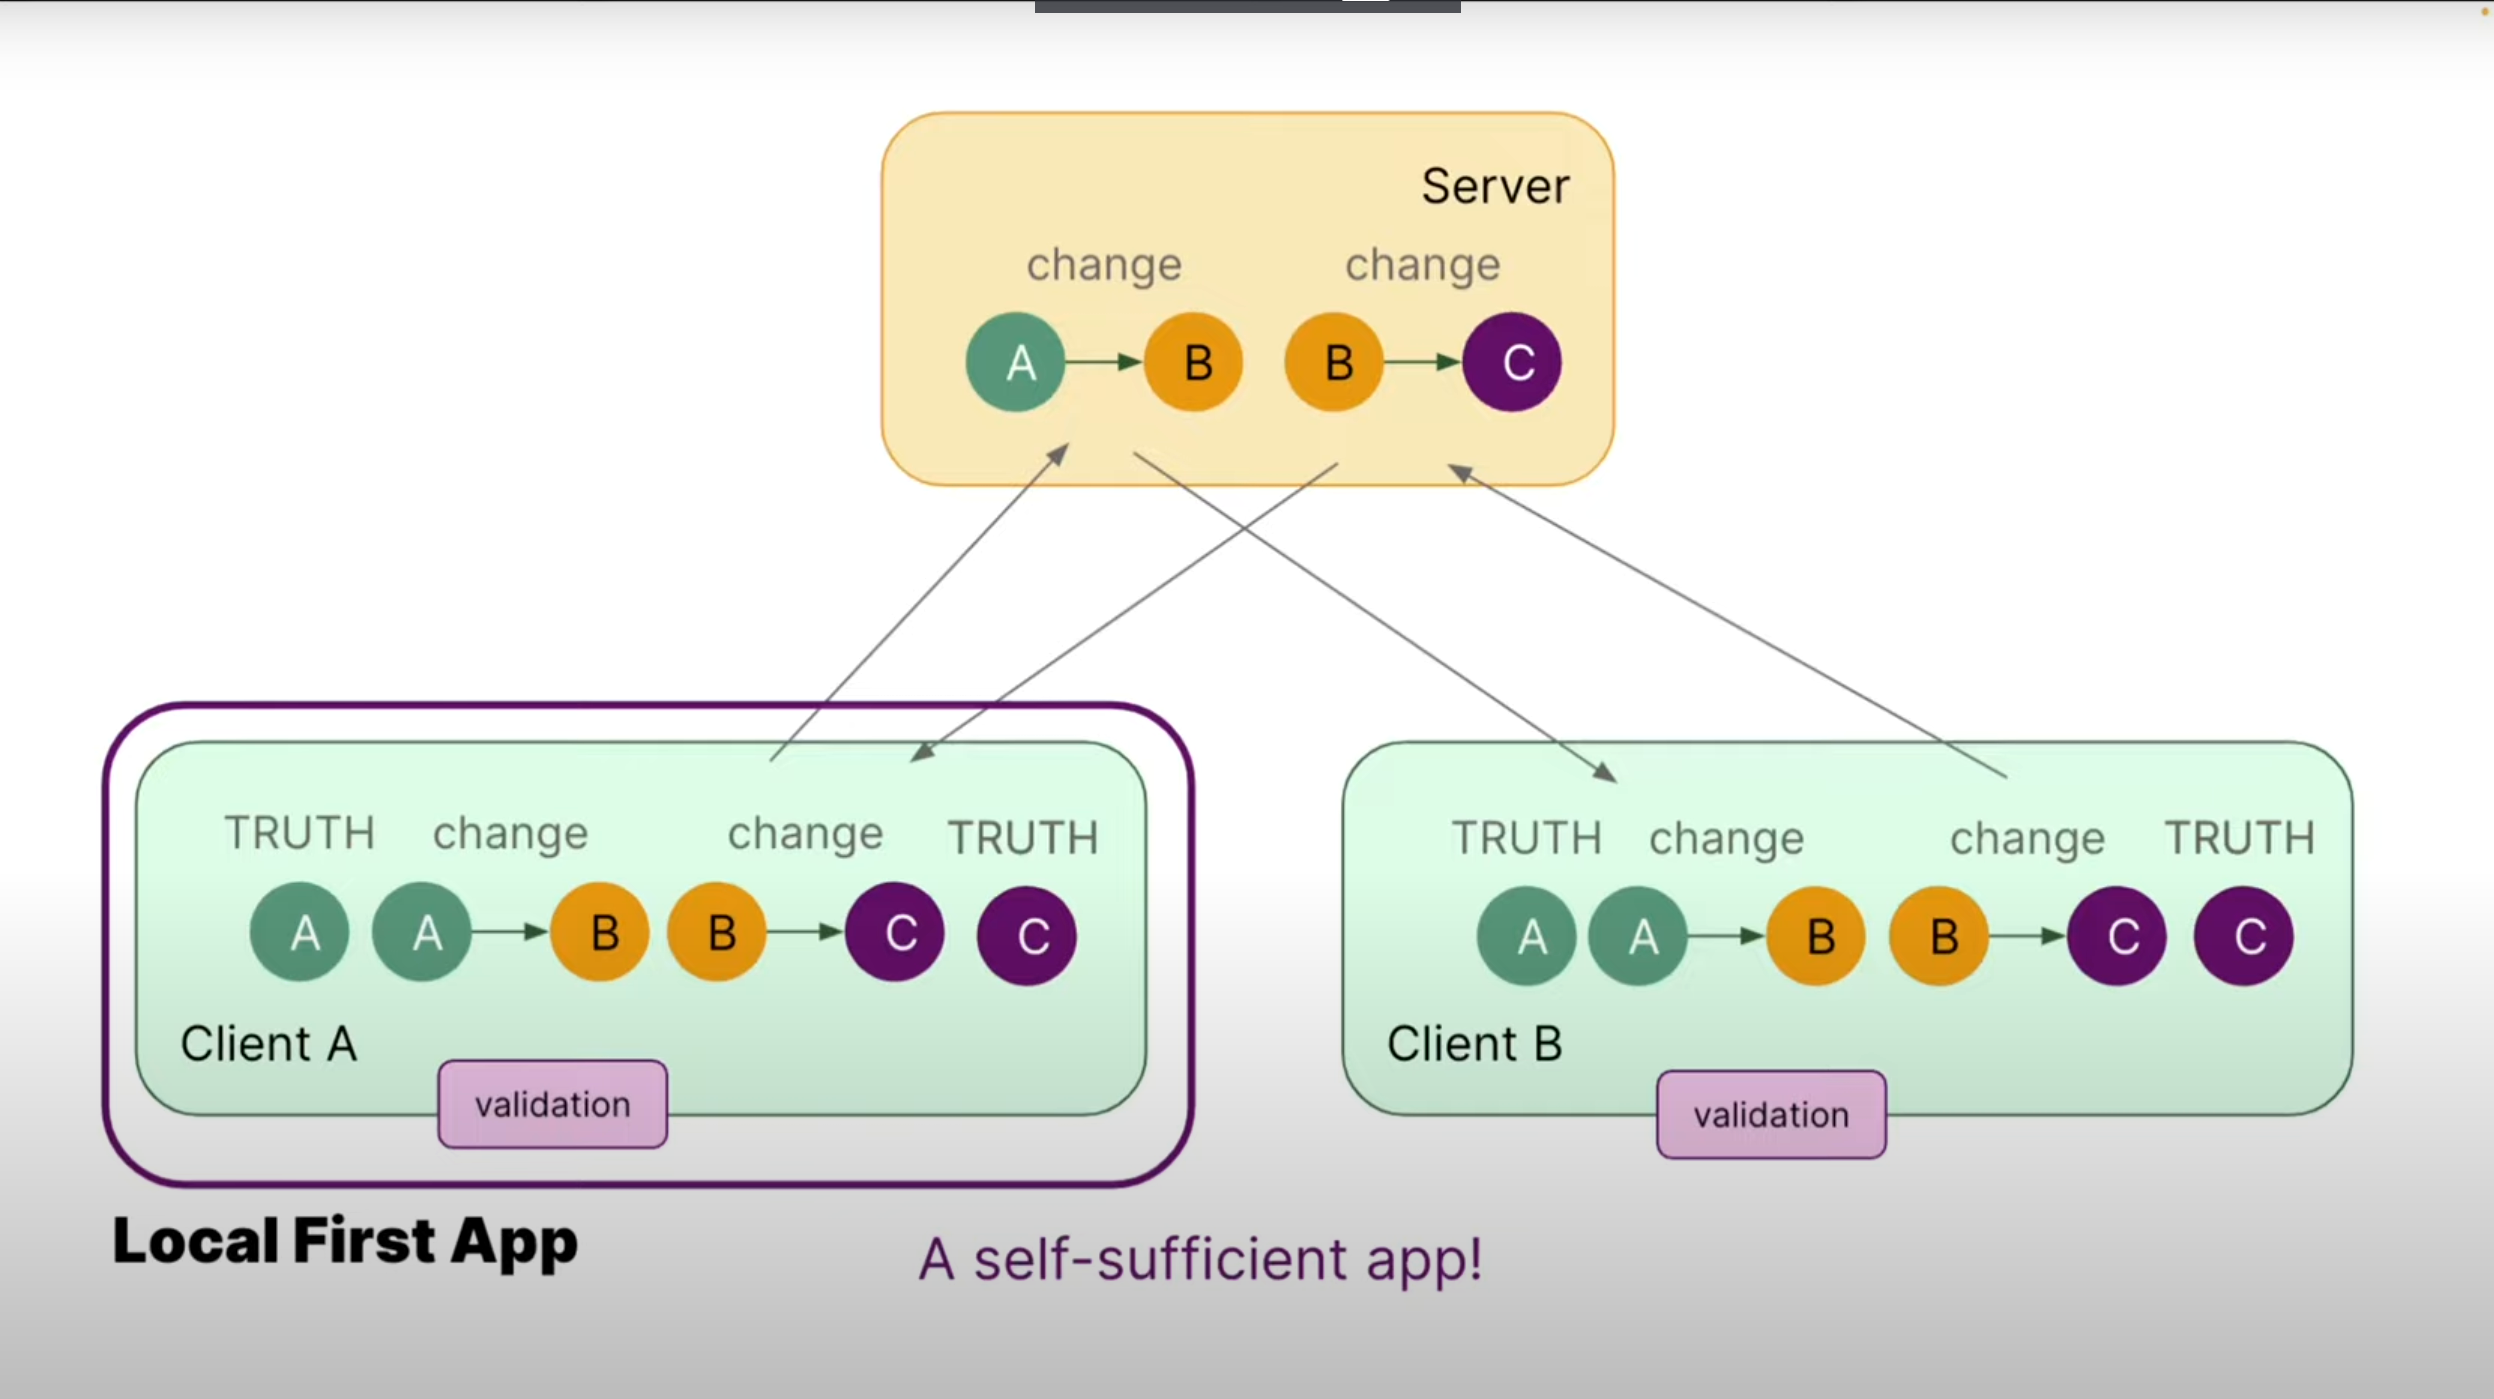 Server
change change
A B B C
TRUTH change change TRUTH
A A B B C C
Client A
validation
TRUTH change change TRUTH
A A B B C C
Client B
validation
Local First App
A self-sufficient app!